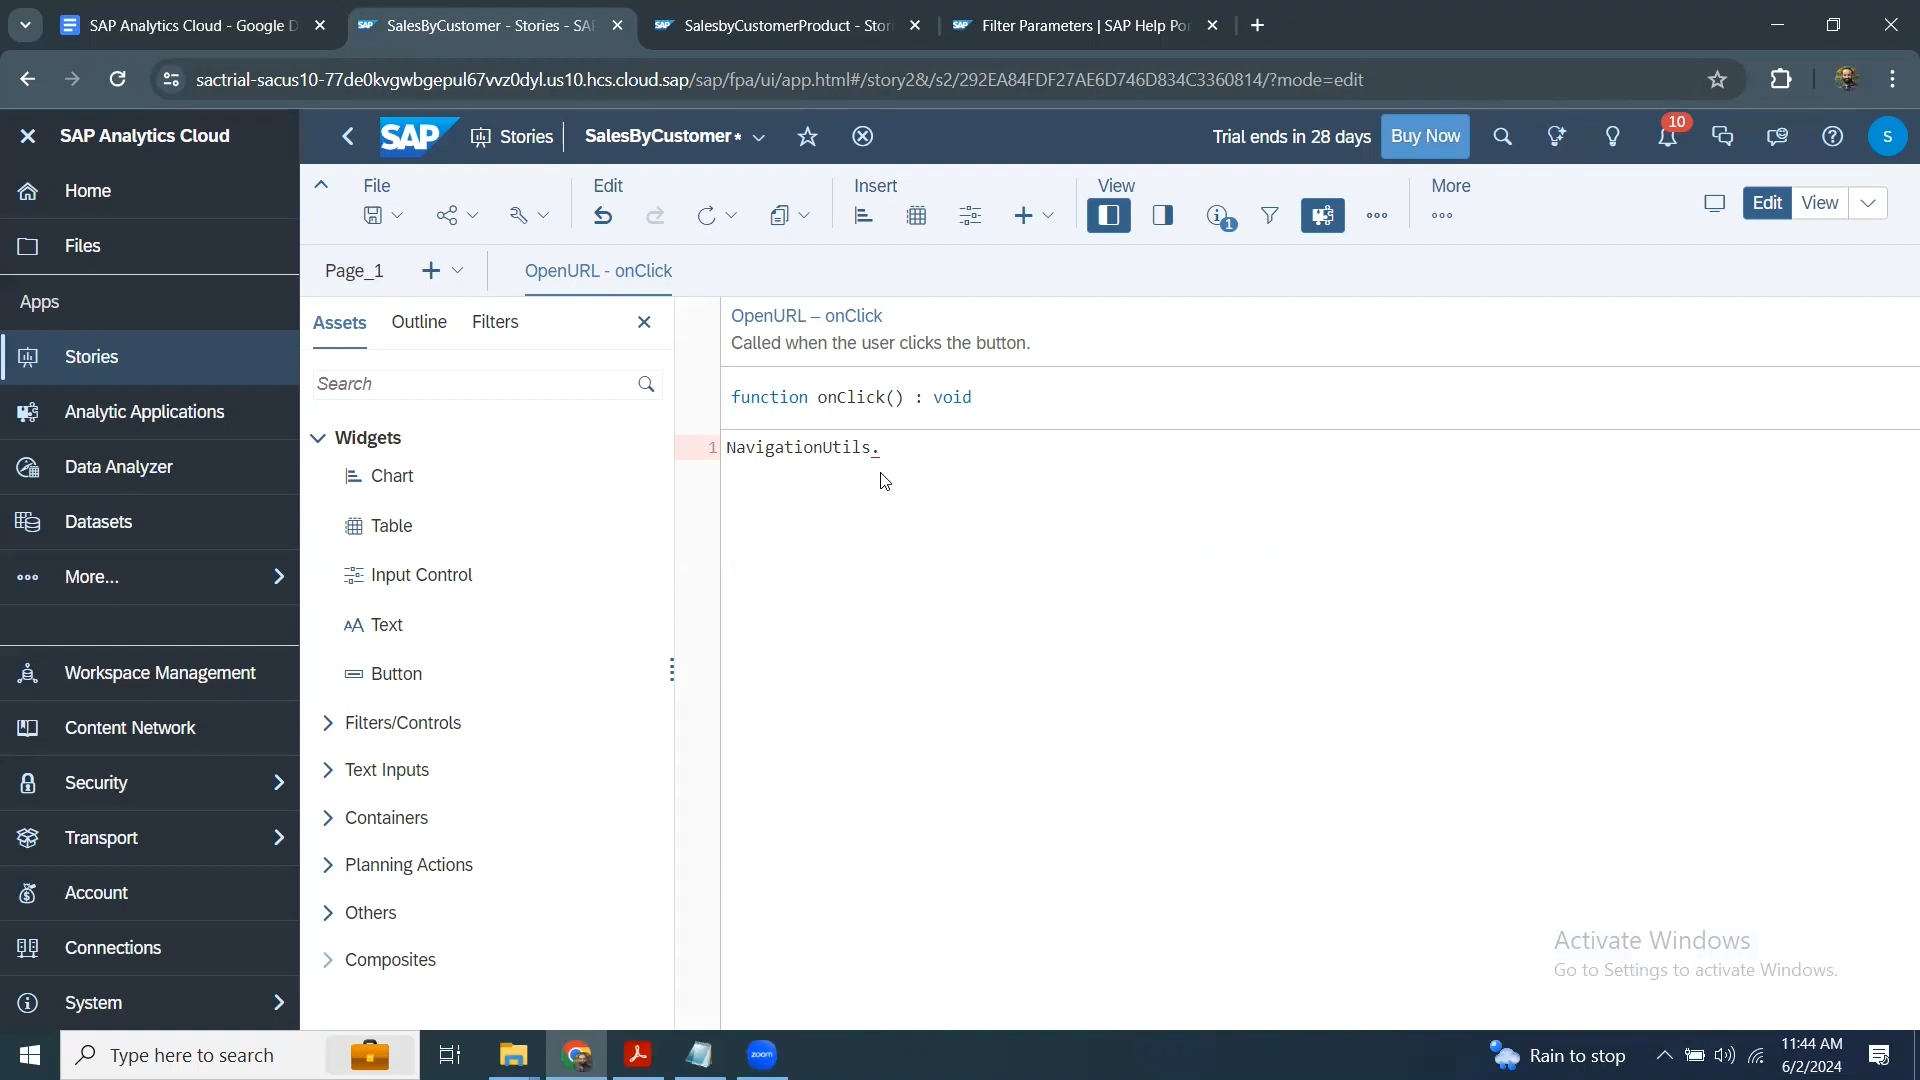 SAP Analytics Cloud - Google D
SalesByCustomer - Stories - SA
SalesbyCustomerProduct - Stor
Filter Parameters | SAP Help Por
sactrial-sacus10-77de0kvgwbgepul67vvz0dyl.us10.hcs.cloud.sap/sap/fpa/ui/app.html#/story2&/s2/292EA84FDF27AE6D746D834C3360814/?mode=edit
SAP Analytics Cloud
SAP Stories SalesByCustomer*
Trial ends in 28 days Buy Now 10 S
Home
Files
Apps
Stories
Analytic Applications
Data Analyzer
Datasets
More...
Workspace Management
Content Network
Security
Transport
Account
Connections
System
File Edit Insert View More
1
Edit View
Page_1
OpenURL - onClick
Assets Outline Filters
Search
Widgets
Chart
Table
Input Control
AA Text
Button
Filters/Controls
Text Inputs
Containers
Planning Actions
Others
Composites
OpenURL – onClick
Called when the user clicks the button.
function onClick() : void
1 NavigationUtils.
Activate Windows
Go to Settings to activate Windows.
Type here to search
zoom
Rain to stop
11:44 AM
6/2/2024